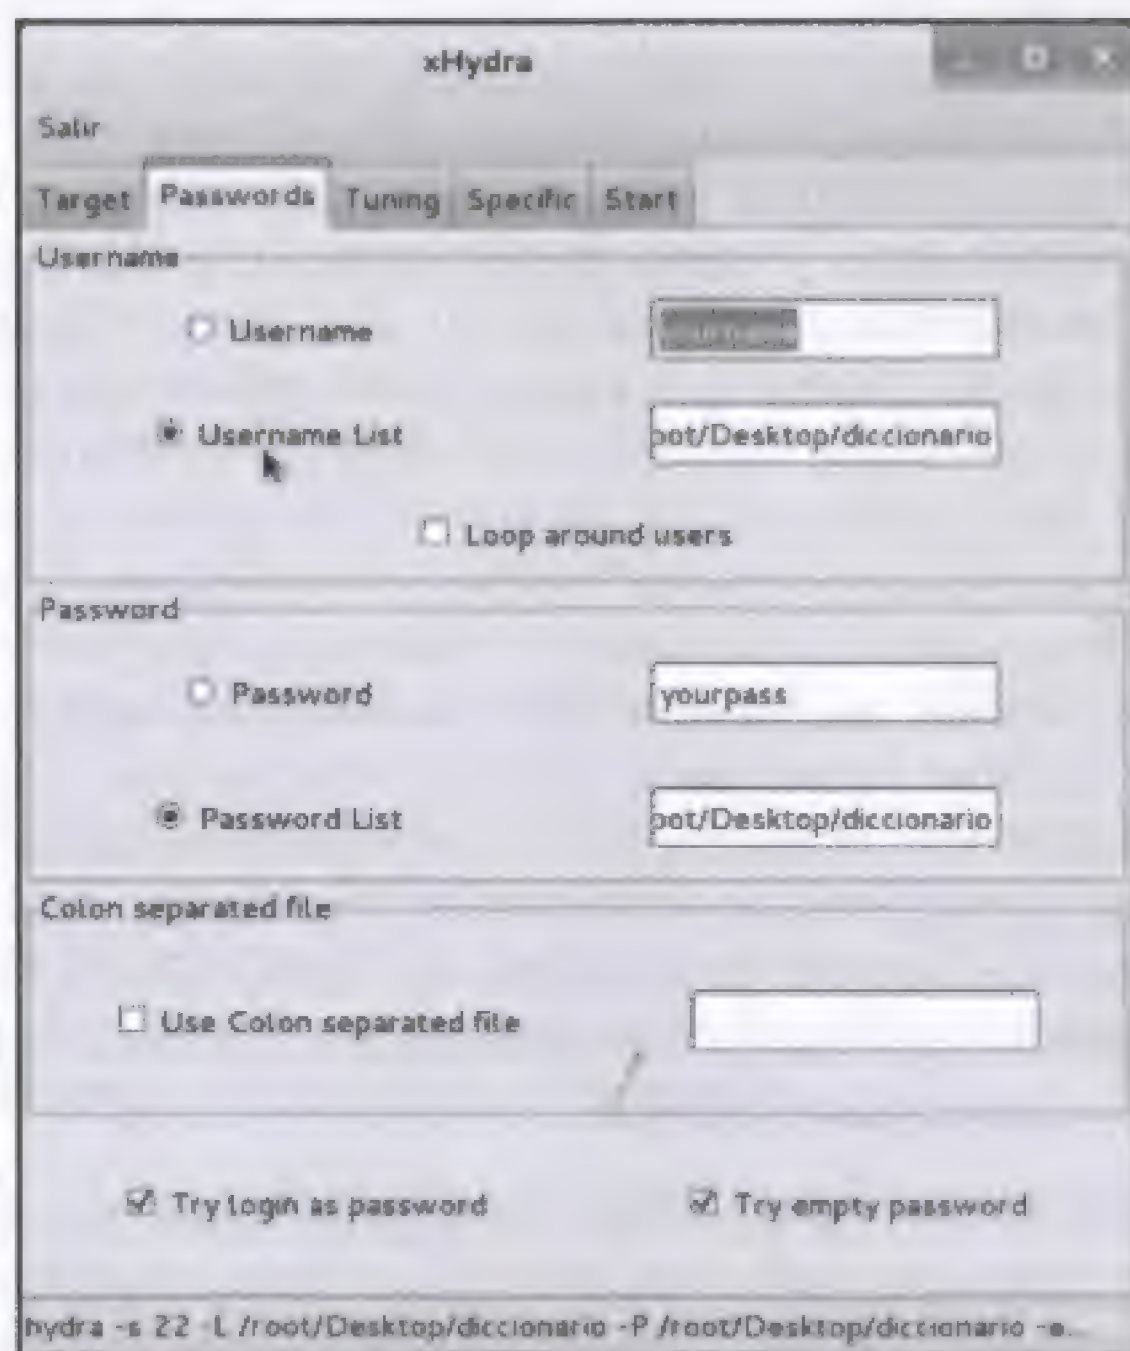 xHydra
Salir
Target Passwords Tuning Specific Start
Username
Username
Username List oot/Desktop/diccionario
Loop around users
Password
Password yourpass
Password List oot/Desktop/diccionario
Colon separated file
Use Colon separated file
Try login as password Try empty password
hydra -s 22 -L /root/Desktop/diccionario -P /root/Desktop/diccionario -e...